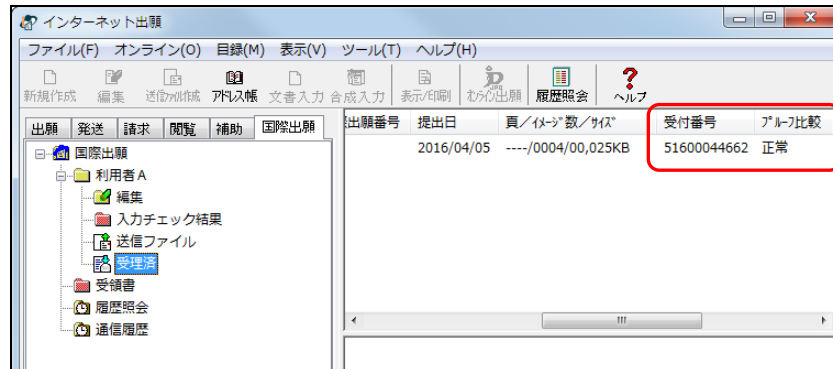 インターネット出願
ファイル(F) オンライン(O) 目録(M) 表示(V) ツール(T) ヘルプ(H)
新規作成 編集 送信ファイル作成 アドレス帳 文書入力 合成入力 表示/印刷 オンライン出願 履歴照会 ヘルプ
出願 発送 請求 閲覧 補助 国際出願
出願番号 提出日 頁/イメージ数/サイズ 受付番号 プルーフ比較
2016/04/05 ----/0004/00,025KB 51600044662 正常
国際出願
利用者A
編集
入力チェック結果
送信ファイル
受理済
受領書
履歴照会
通信履歴